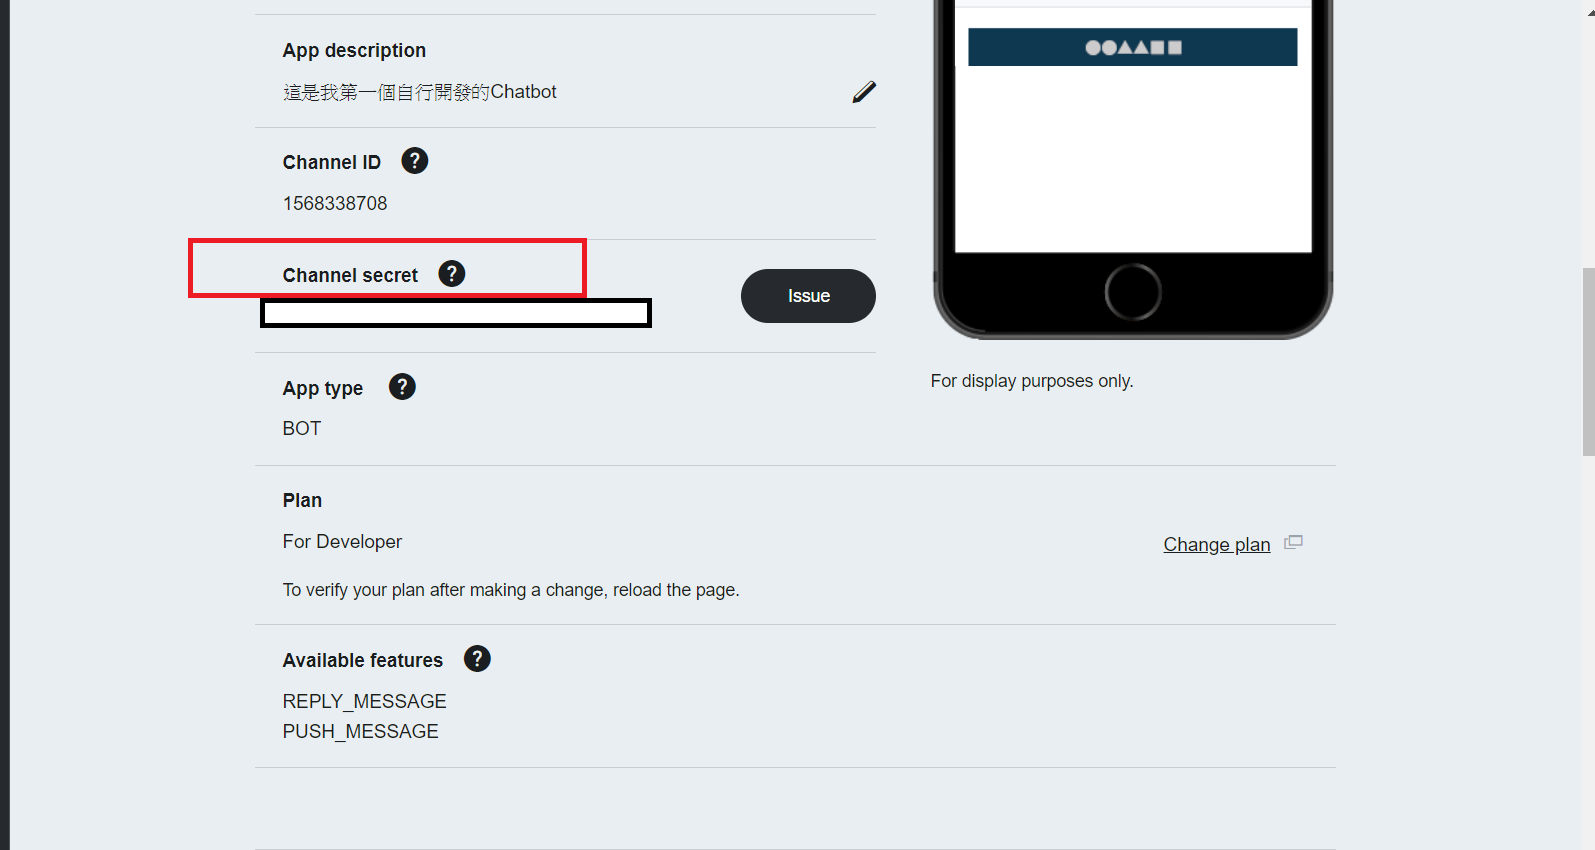 App description
這是我第一個自行開發的Chatbot
Channel ID ?
1568338708
Channel secret ?
Issue
App type ?
BOT
For display purposes only.
Plan
For Developer
Change plan
To verify your plan after making a change, reload the page.
Available features ?
REPLY_MESSAGE
PUSH_MESSAGE